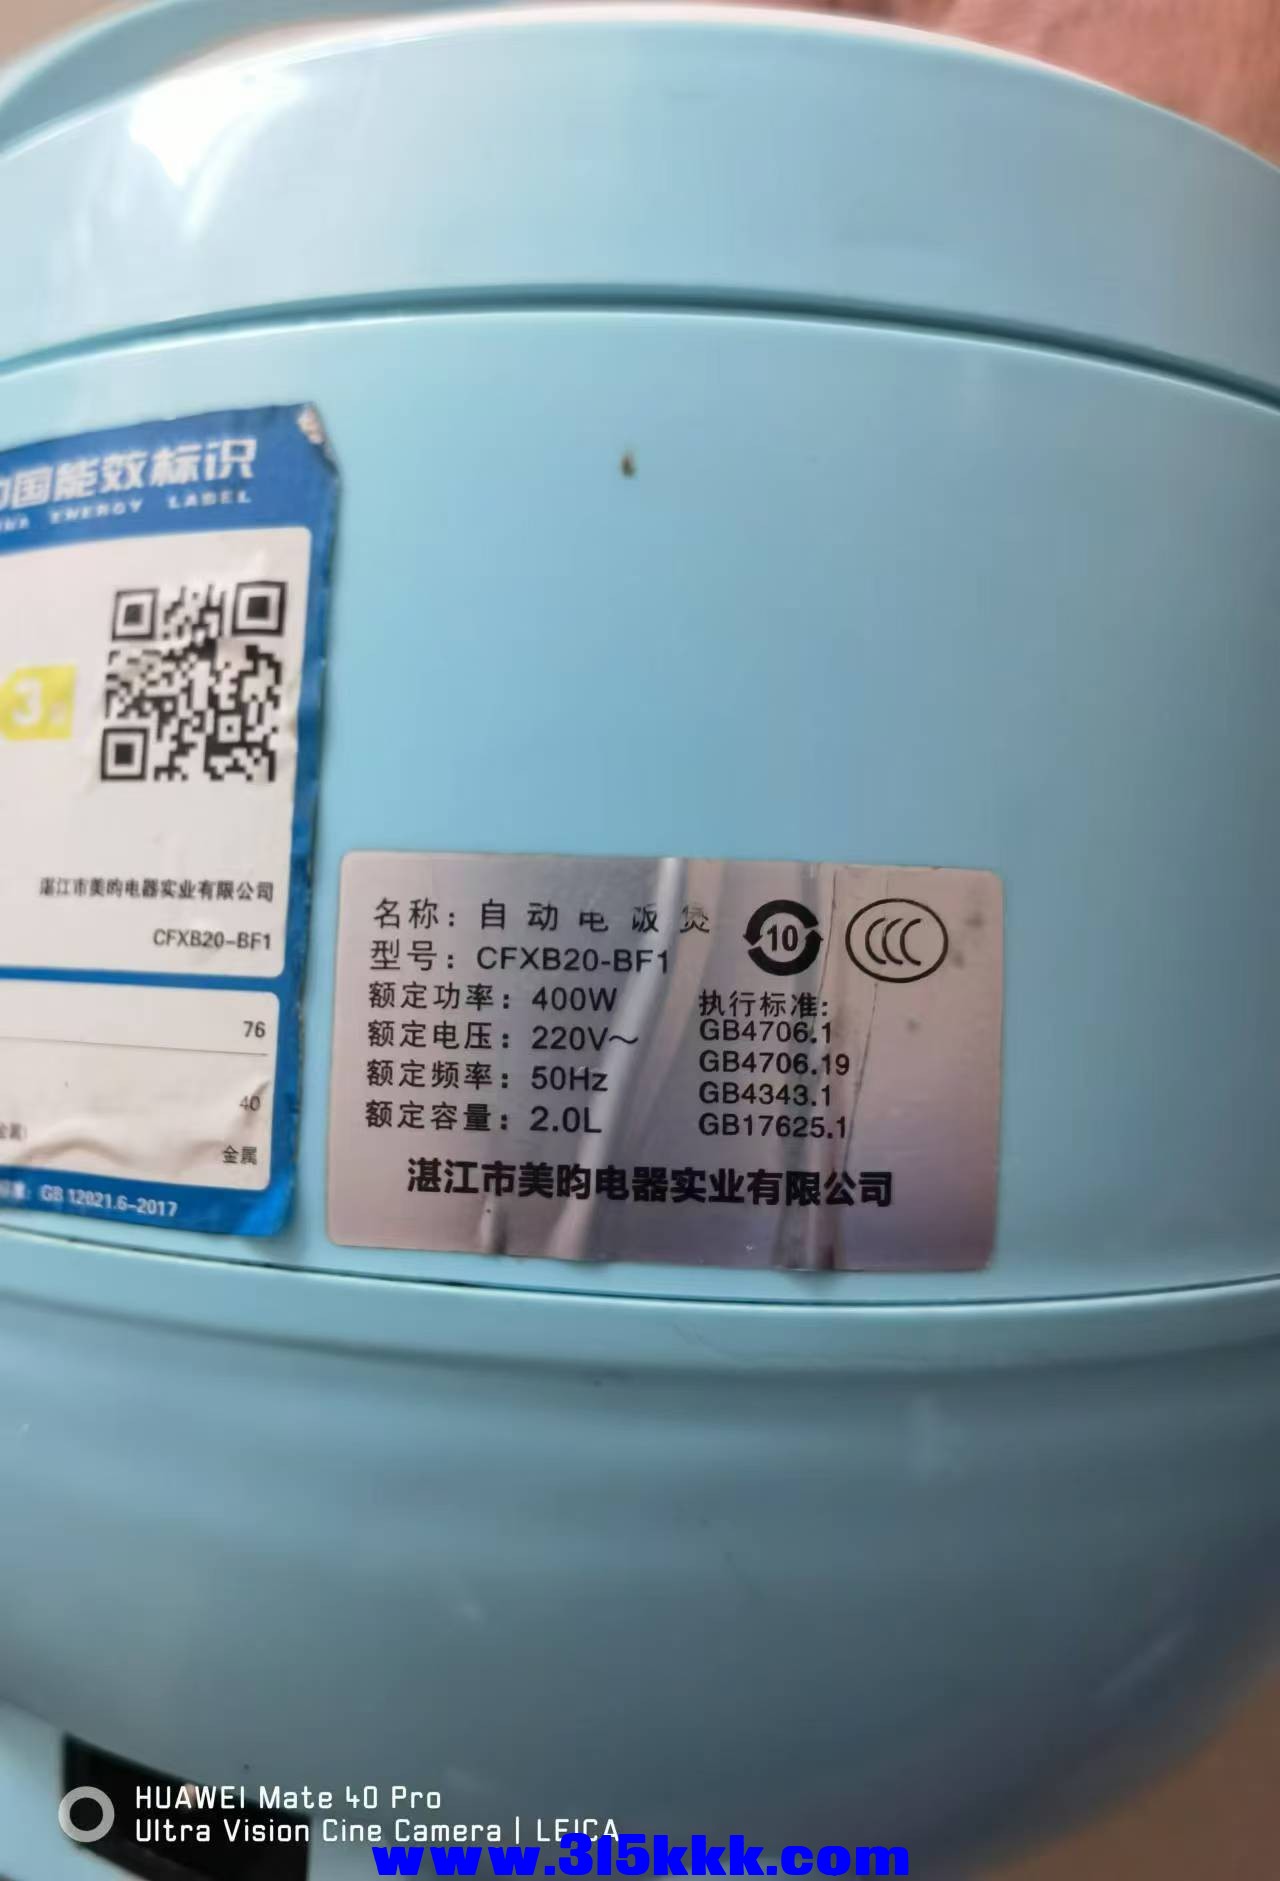 国能效标识
ENERGY LABEL
3
湛江市美昀电器实业有限公司
CFXB20-BF1
76
40
金属
GB 12021.6-2017
名称：自动电饭煲
10
型号：CFXB20-BF1
额定功率：400W
额定电压：220V～
额定频率：50Hz
额定容量：2.0L
执行标准:
GB4706.1
GB4706.19
GB4343.1
GB17625.1
湛江市美昀电器实业有限公司
HUAWEI Mate 40 Pro
Ultra Vision Cine Camera | LEICA
www.315kkk.com